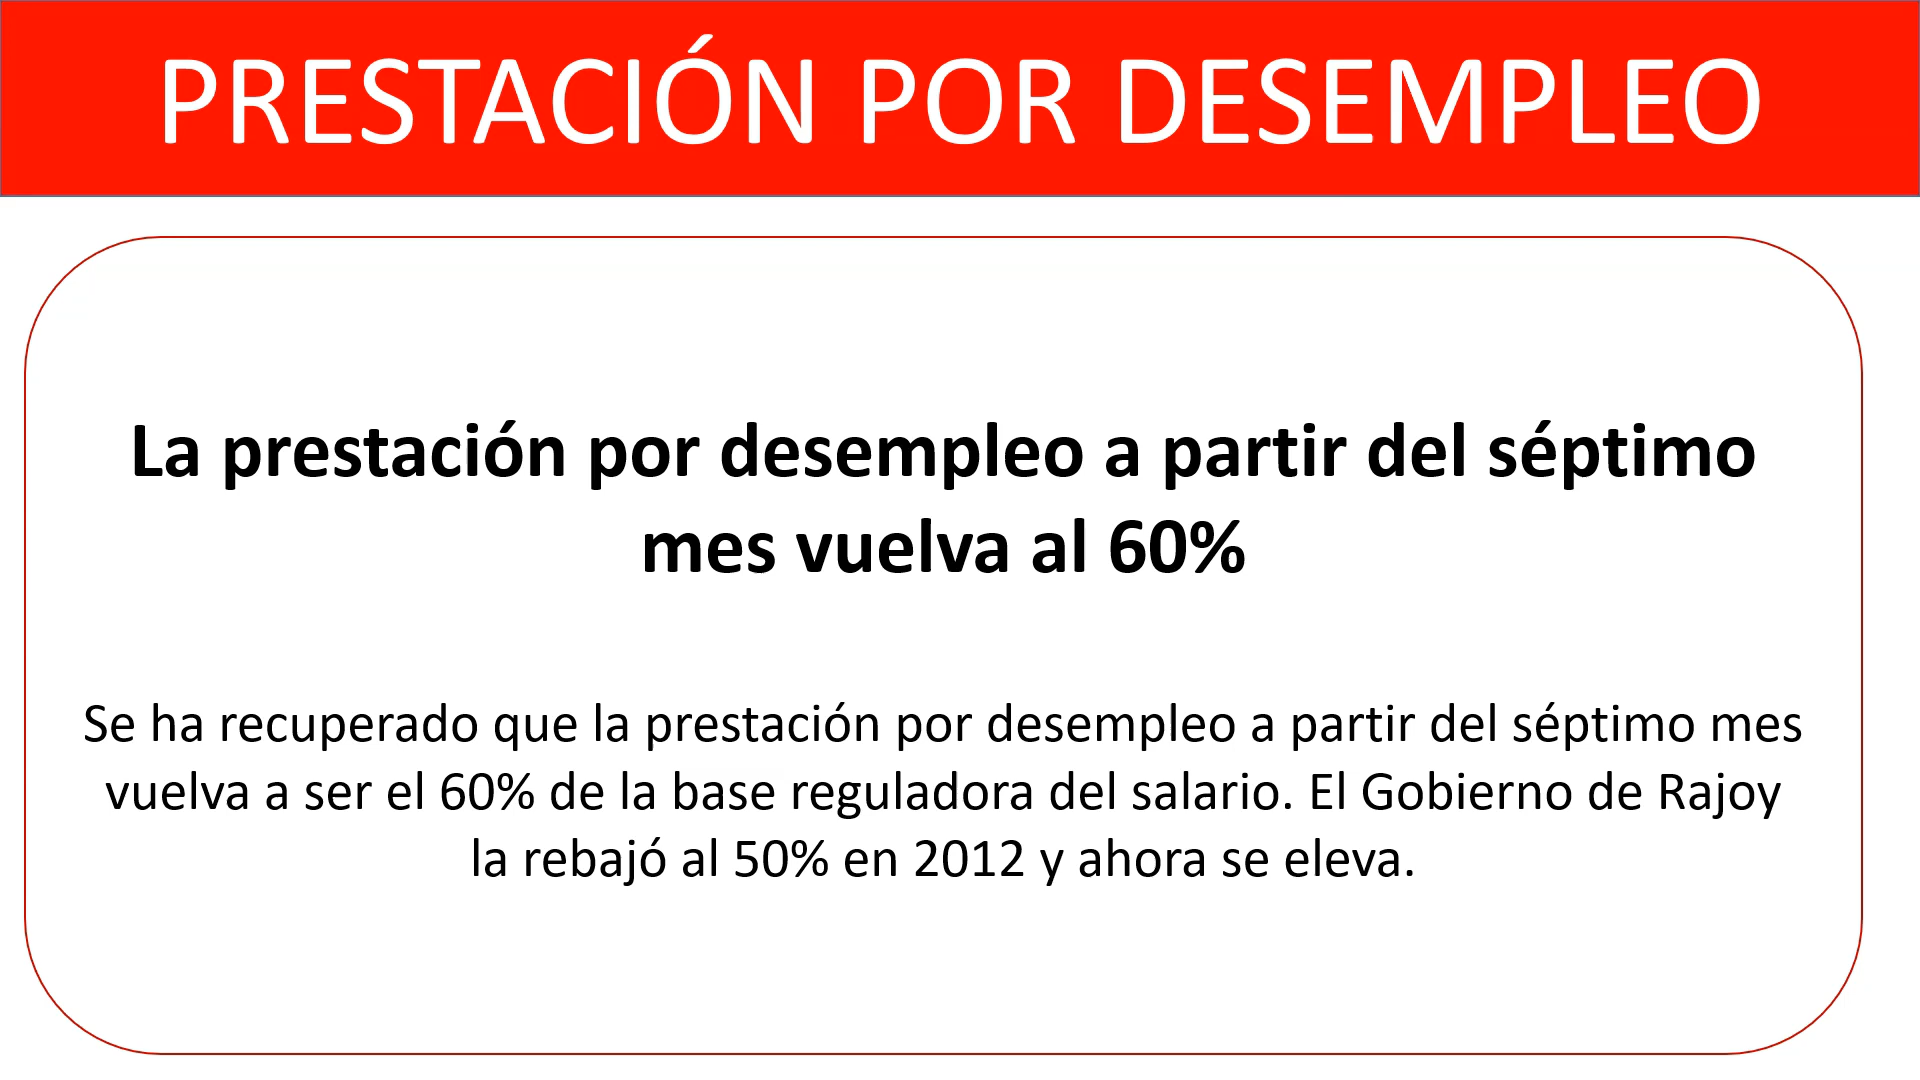 PRESTACIÓN POR DESEMPLEO
La prestación por desempleo a partir del séptimo
mes vuelva al 60%
Se ha recuperado que la prestación por desempleo a partir del séptimo mes
vuelva a ser el 60% de la base reguladora del salario. El Gobierno de Rajoy
la rebajó al 50% en 2012 y ahora se eleva.